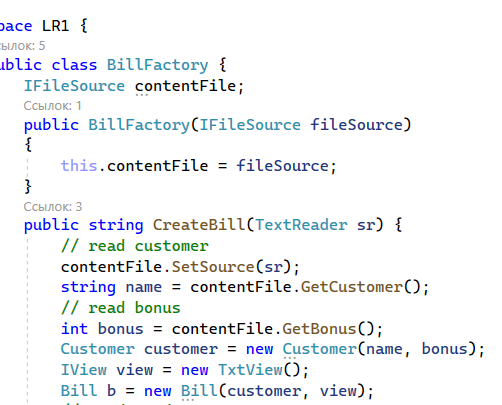 pace LR1 {
сылок: 5
ublic class BillFactory {
IFileSource contentFile;
Ссылок: 1
public BillFactory(IFileSource fileSource)
{
this.contentFile = fileSource;
}
Ссылок: 3
public string CreateBill(TextReader sr) {
// read customer
contentFile.SetSource(sr);
string name = contentFile.GetCustomer();
// read bonus
int bonus = contentFile.GetBonus();
Customer customer = new Customer(name, bonus);
IView view = new TxtView();
Bill b = new Bill(customer, view);